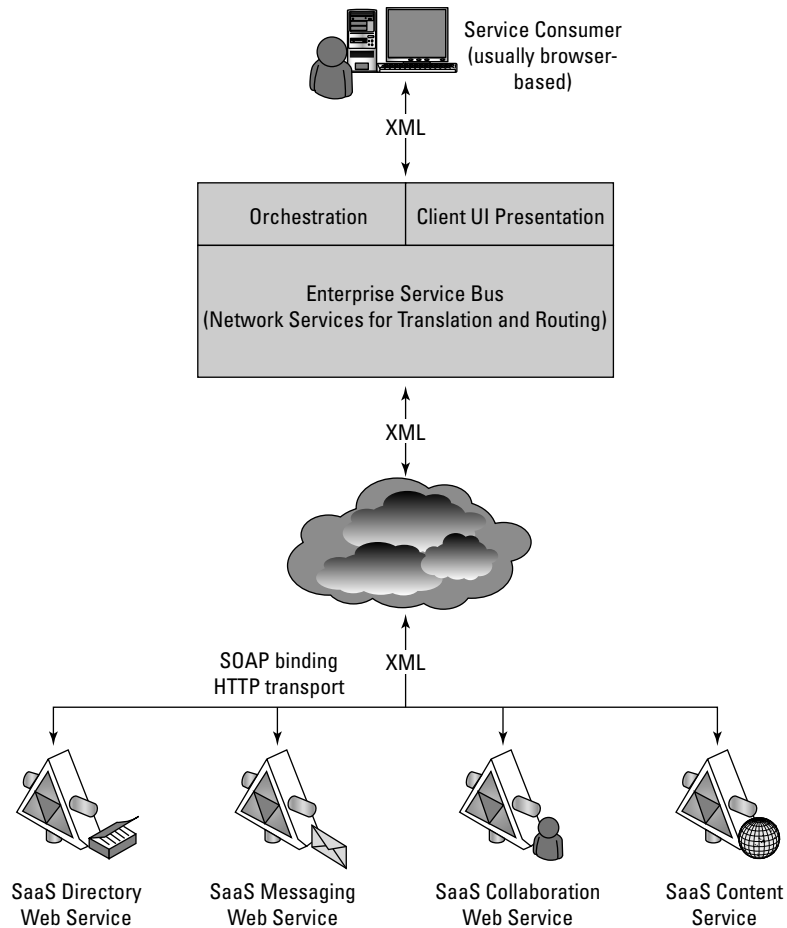 Service Consumer
(usually browser-
based)
XML
Orchestration
Client UI Presentation
Enterprise Service Bus
(Network Services for Translation and Routing)
XML
SOAP binding
HTTP transport
XML
SaaS Directory
Web Service
SaaS Messaging
Web Service
SaaS Collaboration
Web Service
SaaS Content
Service